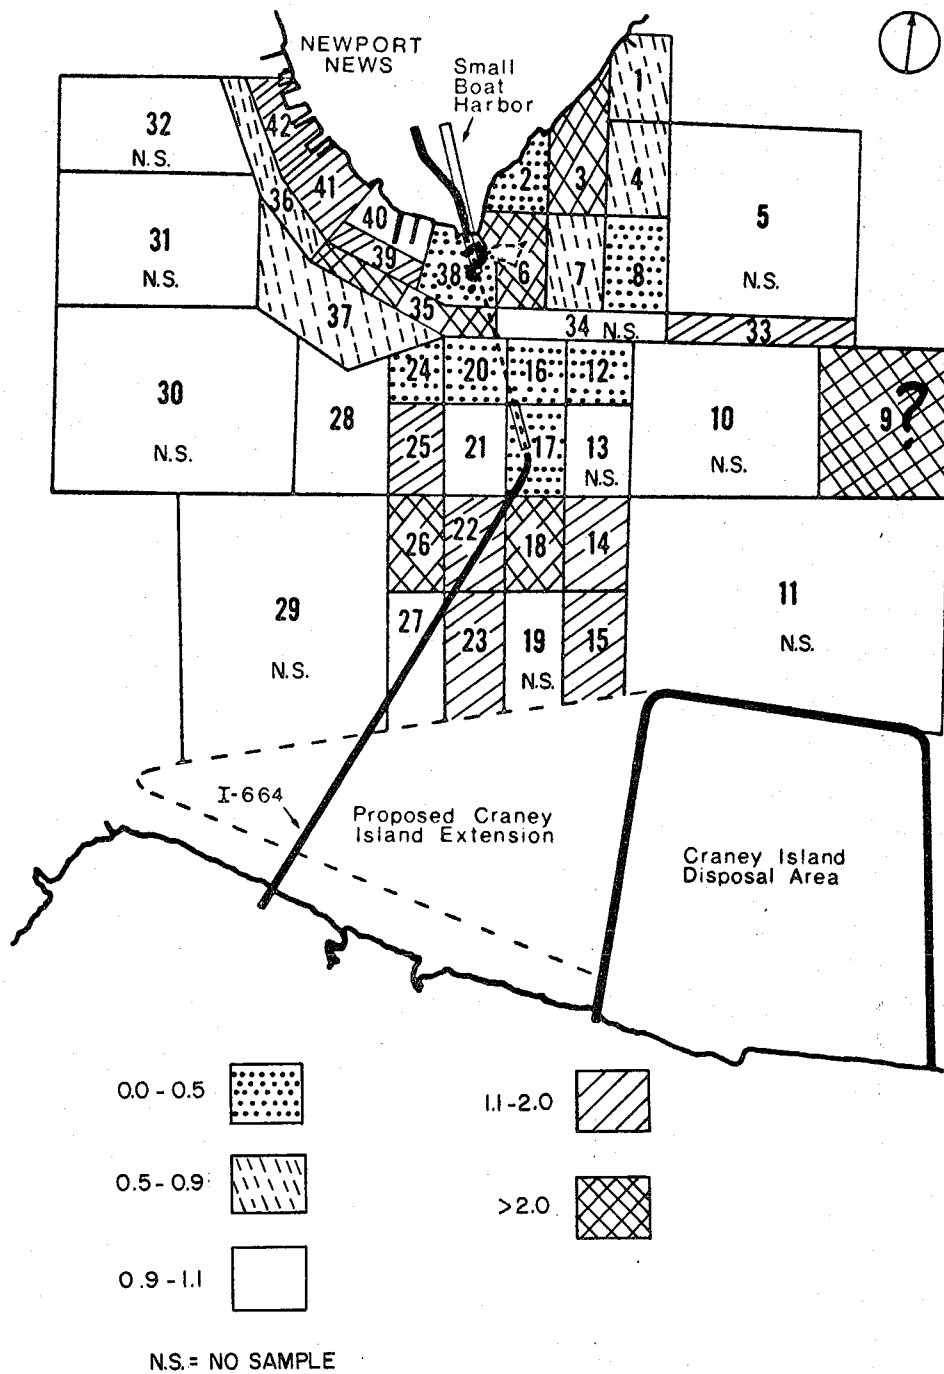 NEWPORT
NEWS
Small
Boat
Harbor
1
32
N.S.
42
2
3
4
5
N.S.
41
36
40
31
N.S.
39
38
6
7
8
37
35
34 N.S.
33
30
N.S.
28
24
20
16
12
10
N.S.
9 ?
25
21
17
13
N.S.
26
22
18
14
29
N.S.
27
23
19
N.S.
15
11
N.S.
I-664
Proposed Craney
Island Extension
Craney Island
Disposal Area
0.0-0.5
1.1-2.0
0.5-0.9
>2.0
0.9-1.1
N.S.= NO SAMPLE